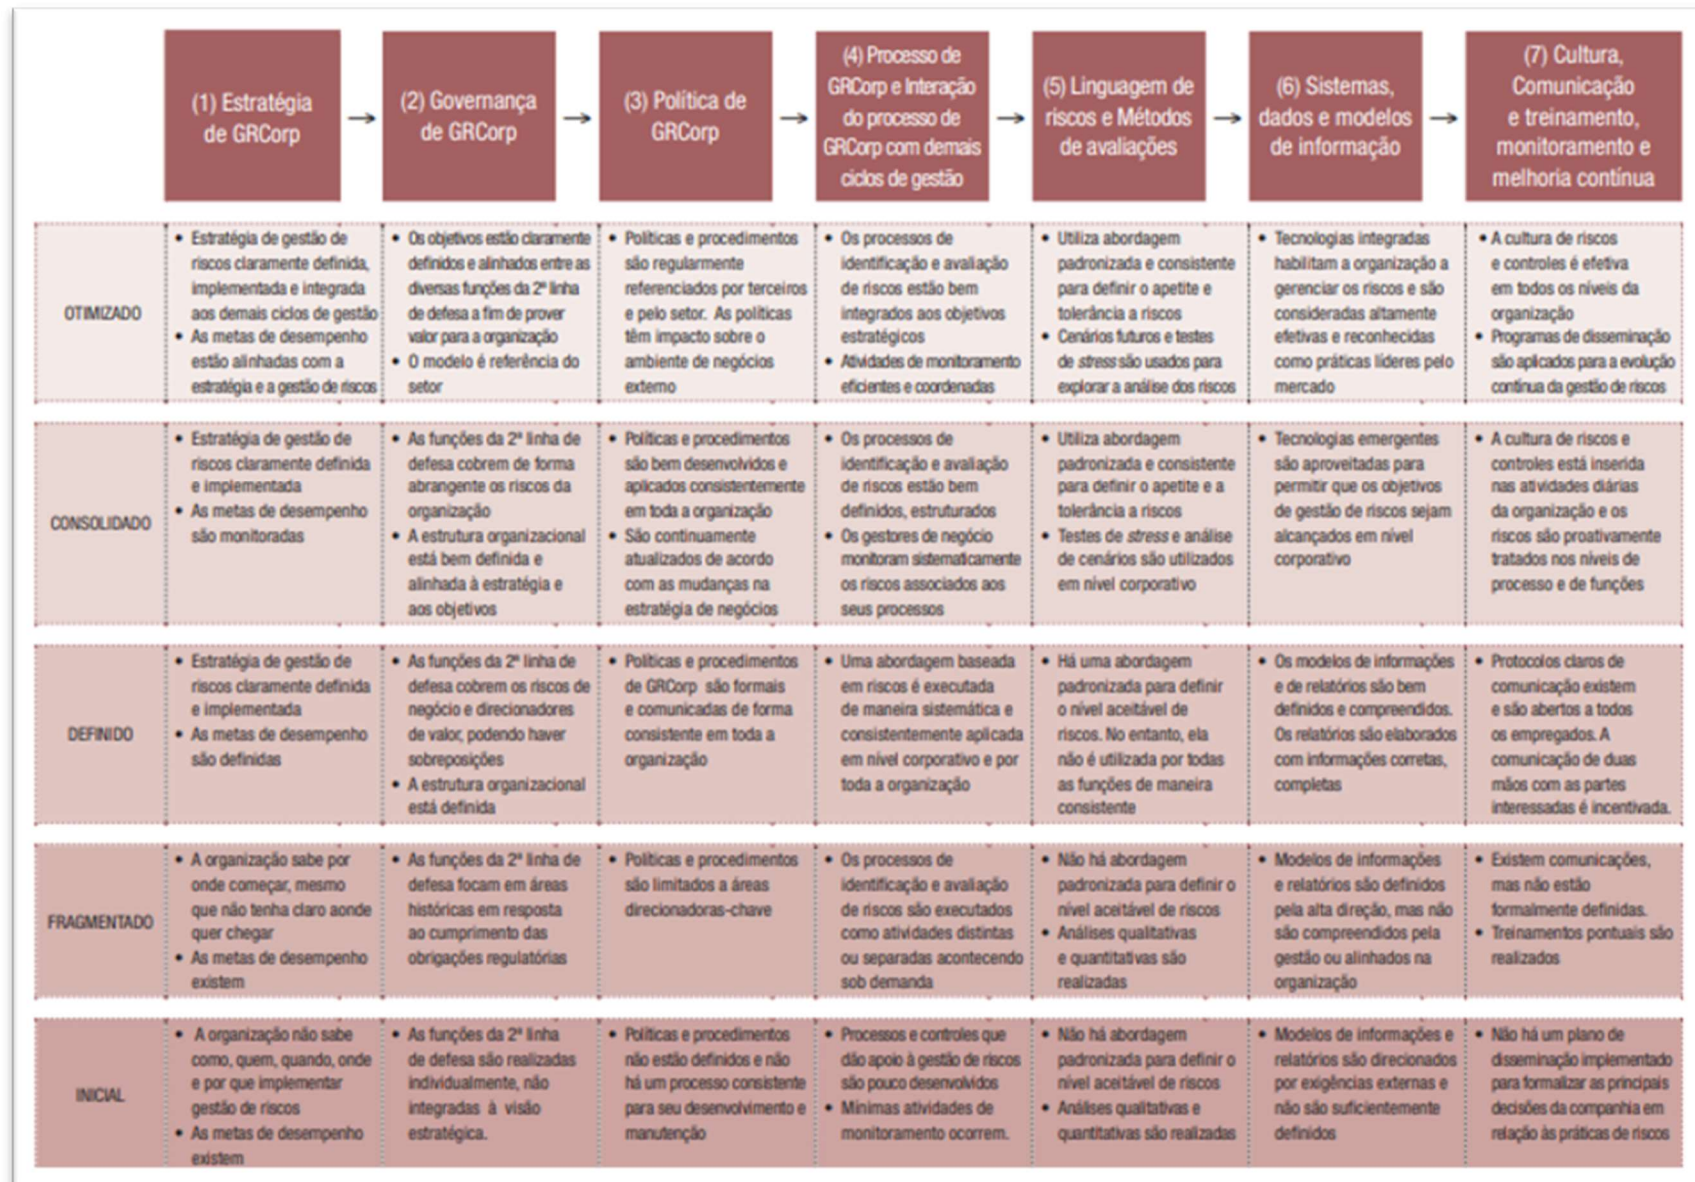 (1) Estratégia
de GRCorp
(2) Governança
de GRCorp
(3) Política de
GRCorp
(4) Processo de
GRCorp e Interação
do processo de
GRCorp com demais
ciclos de gestão
(5) Linguagem de
riscos e Métodos
de avaliações
(6) Sistemas,
dados e modelos
de informação
(7) Cultura,
Comunicação
e treinamento,
monitoramento e
melhoria contínua
OTIMIZADO
• Estratégia de gestão de
riscos claramente definida,
implementada e integrada
aos demais ciclos de gestão
• As metas de desempenho
estão alinhadas com a
estratégia e a gestão de riscos
• Os objetivos estão claramente
definidos e alinhados entre as
diversas funções da 2ª linha
de defesa a fim de prover
valor para a organização
• O modelo é referência do
setor
• Políticas e procedimentos
são regularmente
referenciados por terceiros
e pelo setor. As políticas
têm impacto sobre o
ambiente de negócios
externo
• Os processos de
identificação e avaliação
de riscos estão bem
integrados aos objetivos
estratégicos
• Atividades de monitoramento
eficientes e coordenadas
• Utiliza abordagem
padronizada e consistente
para definir o apetite e
tolerância a riscos
• Cenários futuros e testes
de stress são usados para
explorar a análise dos riscos
• Tecnologias integradas
habilitam a organização a
gerenciar os riscos e são
consideradas altamente
efetivas e reconhecidas
como práticas líderes pelo
mercado
• A cultura de riscos
e controles é efetiva
em todos os níveis da
organização
• Programas de disseminação
são aplicados para a evolução
contínua da gestão de riscos
CONSOLIDADO
• Estratégia de gestão de
riscos claramente definida
e implementada
• As metas de desempenho
são monitoradas
• As funções da 2ª linha de
defesa cobrem de forma
abrangente os riscos da
organização
• A estrutura organizacional
está bem definida e
alinhada à estratégia e
aos objetivos
• Políticas e procedimentos
são bem desenvolvidos e
aplicados consistentemente
em toda a organização
• São continuamente
atualizados de acordo
com as mudanças na
estratégia de negócios
• Os processos de
identificação e avaliação
de riscos estão bem
definidos, estruturados
• Os gestores de negócio
monitoram sistematicamente
os riscos associados aos
seus processos
• Utiliza abordagem
padronizada e consistente
para definir o apetite e a
tolerância a riscos
• Testes de stress e análise
de cenários são utilizados
em nível corporativo
• Tecnologias emergentes
são aproveitadas para
permitir que os objetivos
de gestão de riscos sejam
alcançados em nível
corporativo
• A cultura de riscos e
controles está inserida
nas atividades diárias
da organização e os
riscos são proativamente
tratados nos níveis de
processo e de funções
DEFINIDO
• Estratégia de gestão de
riscos claramente definida
e implementada
• As metas de desempenho
são definidas
• As funções da 2ª linha de
defesa cobrem os riscos de
negócio e direcionadores
de valor, podendo haver
sobreposições
• A estrutura organizacional
está definida
• Políticas e procedimentos
de GRCorp são formais
e comunicadas de forma
consistente em toda a
organização
• Uma abordagem baseada
em riscos é executada
de maneira sistemática e
consistentemente aplicada
em nível corporativo e por
toda a organização
• Há uma abordagem
padronizada para definir
o nível aceitável de
riscos. No entanto, ela
não é utilizada por todas
as funções de maneira
consistente
• Os modelos de informações
e de relatórios são bem
definidos e compreendidos.
Os relatórios são elaborados
com informações corretas,
completas
• Protocolos claros de
comunicação existem
e são abertos a todos
os empregados. A
comunicação de duas
mãos com as partes
interessadas é incentivada.
FRAGMENTADO
• A organização sabe por
onde começar, mesmo
que não tenha claro aonde
quer chegar
• As metas de desempenho
existem
• As funções da 2ª linha de
defesa focam em áreas
históricas em resposta
ao cumprimento das
obrigações regulatórias
• Políticas e procedimentos
são limitados a áreas
direcionadoras-chave
• Os processos de
identificação e avaliação
de riscos são executados
como atividades distintas
ou separadas acontecendo
sob demanda
• Não há abordagem
padronizada para definir o
nível aceitável de riscos
• Análises qualitativas
e quantitativas são
realizadas
• Modelos de informações
e relatórios são definidos
pela alta direção, mas não
são compreendidos pela
gestão ou alinhados na
organização
• Existem comunicações,
mas não estão
formalmente definidas.
• Treinamentos pontuais são
realizados
INICIAL
• A organização não sabe
como, quem, quando, onde
e por que implementar
gestão de riscos
• As metas de desempenho
existem
• As funções da 2ª linha
de defesa são realizadas
individualmente, não
integradas à visão
estratégica.
• Políticas e procedimentos
não estão definidos e não
há um processo consistente
para seu desenvolvimento e
manutenção
• Processos e controles que
dão apoio à gestão de riscos
são pouco desenvolvidos
• Mínimas atividades de
monitoramento ocorrem.
• Não há abordagem
padronizada para definir o
nível aceitável de riscos
• Análises qualitativas e
quantitativas são realizadas
• Modelos de informações e
relatórios são direcionados
por exigências externas e
não são suficientemente
definidos
• Não há um plano de
disseminação implementado
para formalizar as principais
decisões da companhia em
relação às práticas de riscos